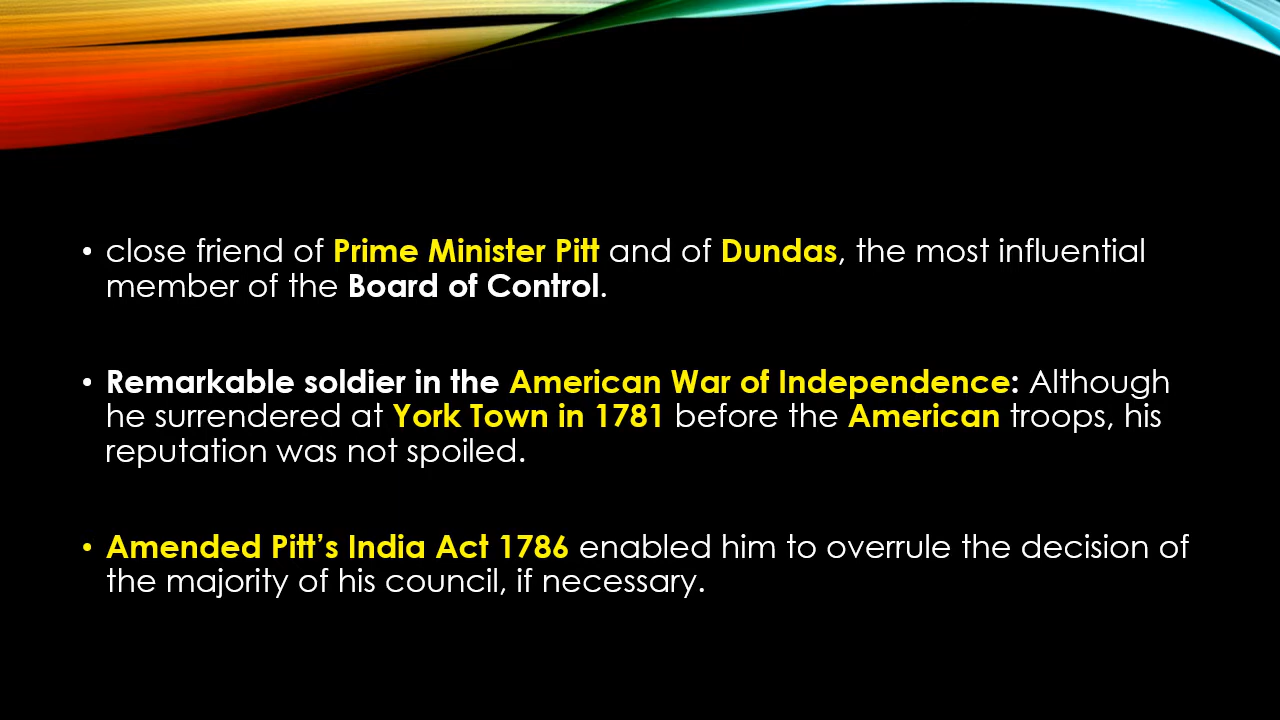 • close friend of Prime Minister Pitt and of Dundas, the most influential
member of the Board of Control.
• Remarkable soldier in the American War of Independence: Although
he surrendered at York Town in 1781 before the American troops, his
reputation was not spoiled.
• Amended Pitt’s India Act 1786 enabled him to overrule the decision of
the majority of his council, if necessary.